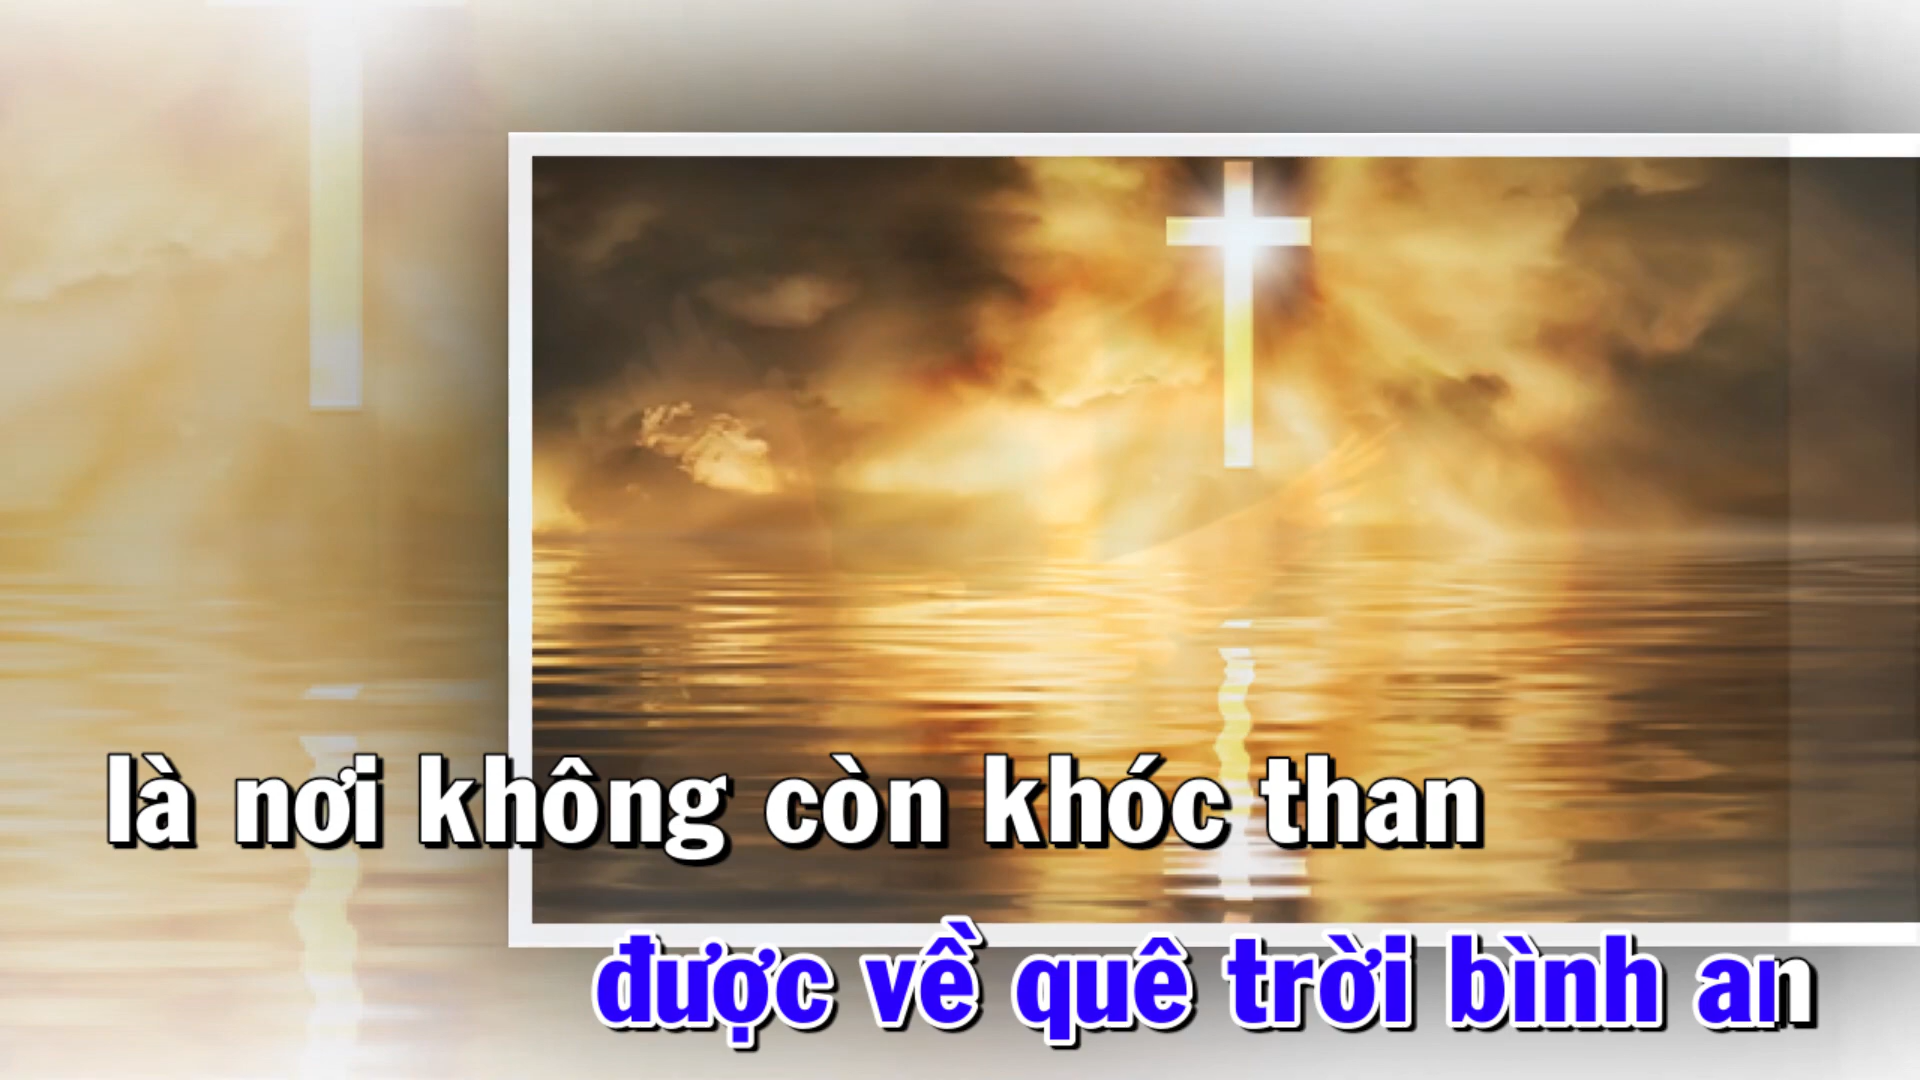 là nơi không còn khóc than
được về quê trời bình an